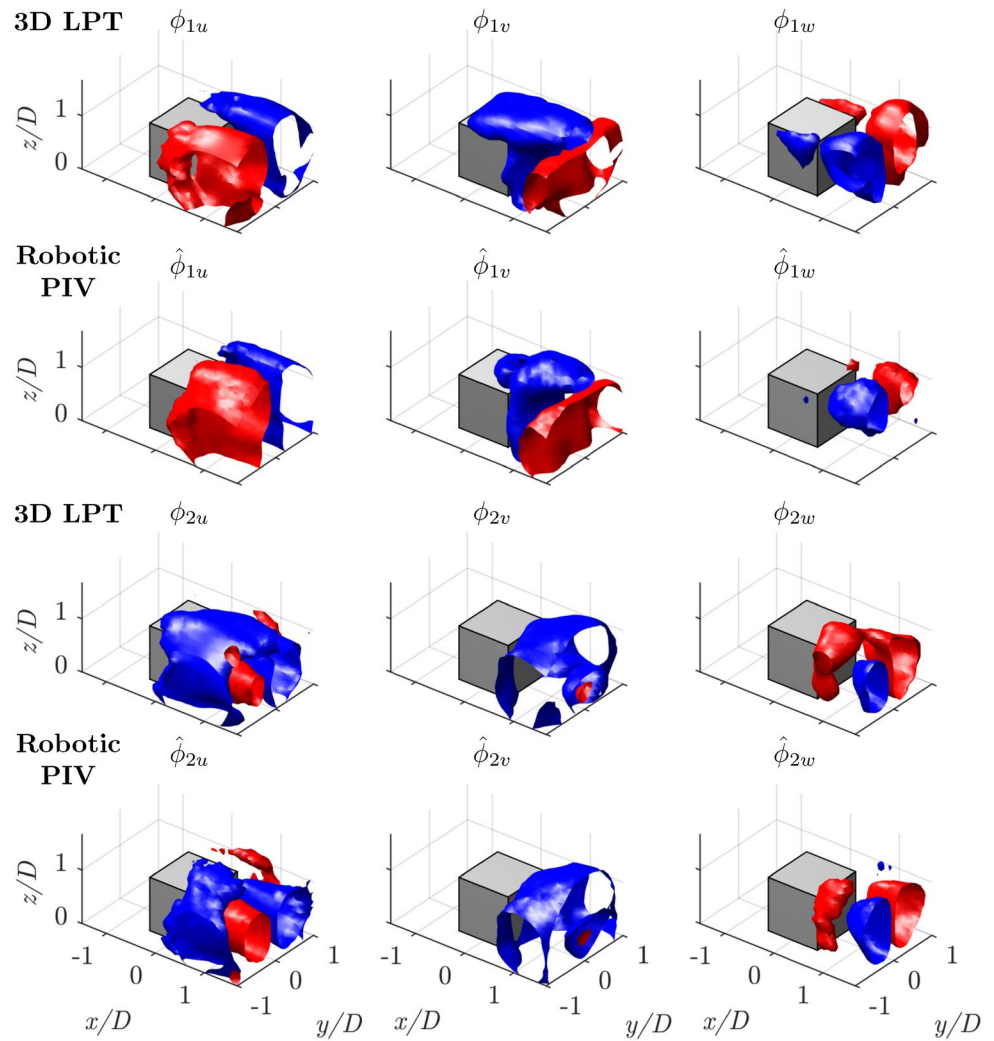 3D LPT ϕ1u ϕ1v ϕ1w
z/D 1 0
Robotic PIV ϕ̂1u ϕ̂1v ϕ̂1w
z/D 1 0
3D LPT ϕ2u ϕ2v ϕ2w
z/D 1 0
Robotic PIV ϕ̂2u ϕ̂2v ϕ̂2w
z/D 1 0
-1 0 1 -1 0 1 -1 0 1 -1 0 1 -1 0 1 -1 0 1
x/D y/D x/D y/D x/D y/D